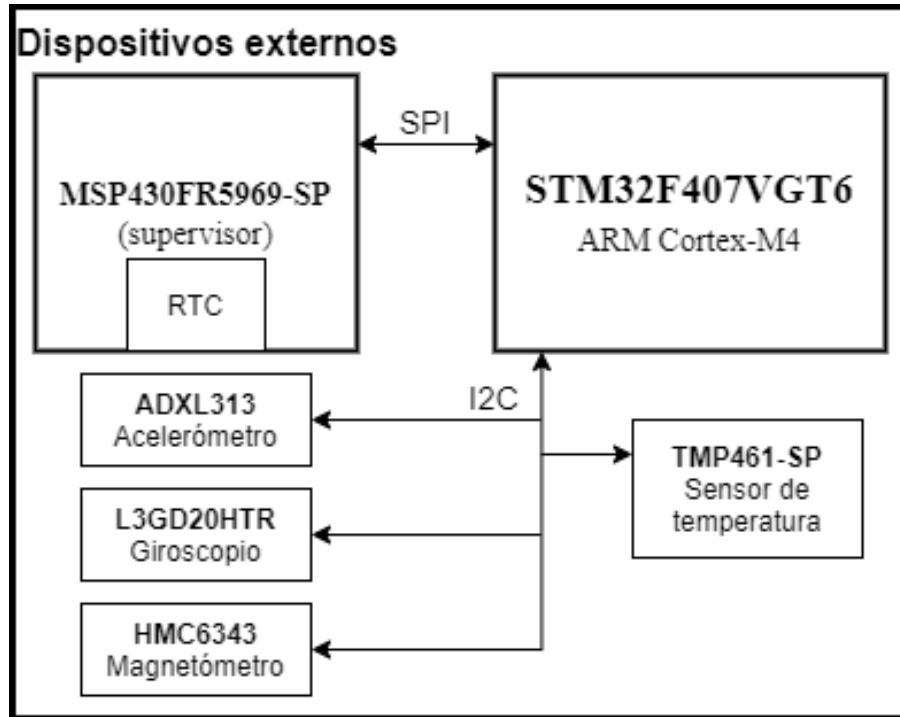 Dispositivos externos
SPI
MSP430FR5969-SP
(supervisor)
RTC
STM32F407VGT6
ARM Cortex-M4
ADXL313
Acelerómetro
I2C
L3GD20HTR
Giroscopio
TMP461-SP
Sensor de
temperatura
HMC6343
Magnetómetro